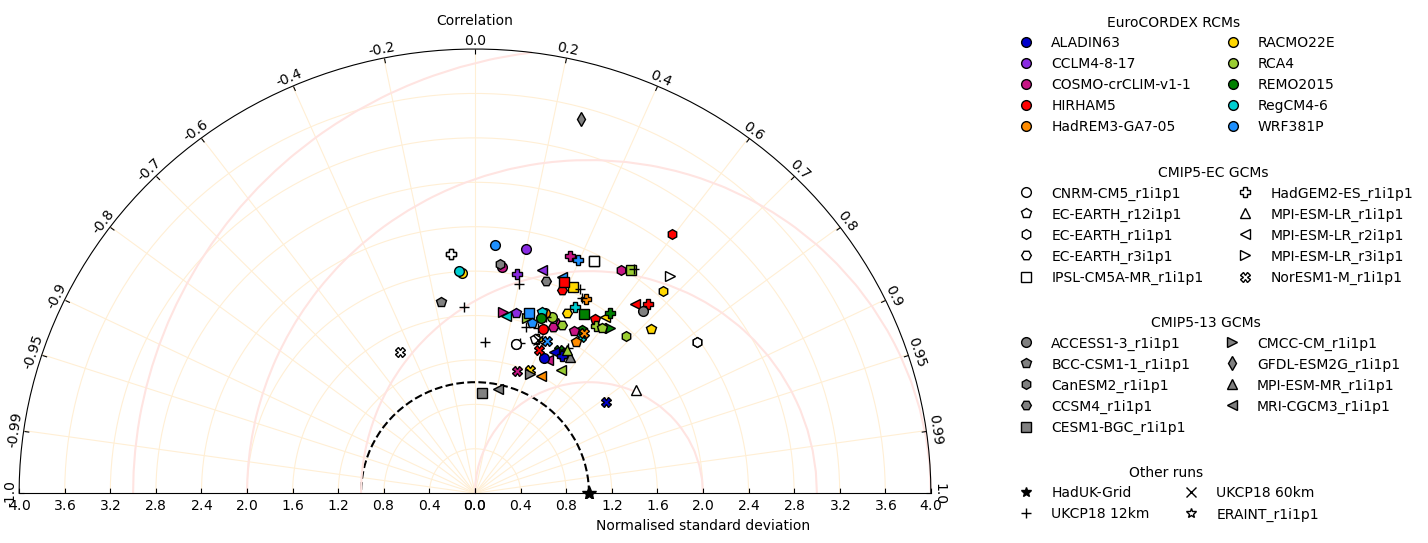 Correlation
0.0
-0.2
0.2
-0.4
0.4
-0.6
0.6
-0.7
0.7
-0.8
0.8
-0.9
0.9
-0.95
0.95
-0.99
0.99
-1.0
1.0
4.0 3.6 3.2 2.8 2.4 2.0 1.6 1.2 0.8 0.4 0.0 0.4 0.8 1.2 1.6 2.0 2.4 2.8 3.2 3.6 4.0
Normalised standard deviation
EuroCORDEX RCMs
ALADIN63 RACMO22E
CCLM4-8-17 RCA4
COSMO-crCLIM-v1-1 REMO2015
HIRHAM5 RegCM4-6
HadREM3-GA7-05 WRF381P
CMIP5-EC GCMs
CNRM-CM5_r1i1p1 HadGEM2-ES_r1i1p1
EC-EARTH_r12i1p1 MPI-ESM-LR_r1i1p1
EC-EARTH_r1i1p1 MPI-ESM-LR_r2i1p1
EC-EARTH_r3i1p1 MPI-ESM-LR_r3i1p1
IPSL-CM5A-MR_r1i1p1 NorESM1-M_r1i1p1
CMIP5-13 GCMs
ACCESS1-3_r1i1p1 CMCC-CM_r1i1p1
BCC-CSM1-1_r1i1p1 GFDL-ESM2G_r1i1p1
CanESM2_r1i1p1 MPI-ESM-MR_r1i1p1
CCSM4_r1i1p1 MRI-CGCM3_r1i1p1
CESM1-BGC_r1i1p1
Other runs
HadUK-Grid UKCP18 60km
UKCP18 12km ERAINT_r1i1p1